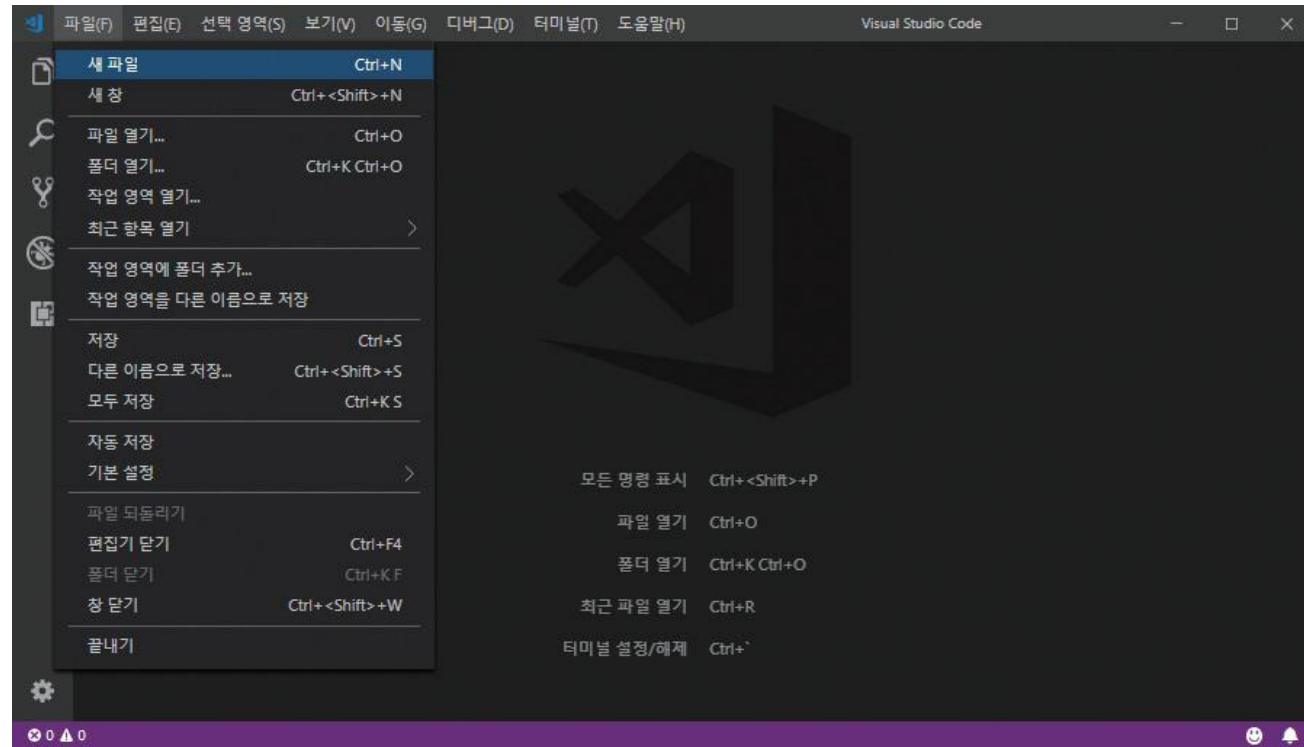 파일(F) 편집(E) 선택 영역(S) 보기(V) 이동(G) 디버그(D) 터미널(T) 도움말(H) Visual Studio Code
새 파일 Ctrl+N
새 창 Ctrl+<Shift>+N
파일 열기... Ctrl+O
폴더 열기... Ctrl+K Ctrl+O
작업 영역 열기...
최근 항목 열기
작업 영역에 폴더 추가...
작업 영역을 다른 이름으로 저장
저장 Ctrl+S
다른 이름으로 저장... Ctrl+<Shift>+S
모두 저장 Ctrl+K S
자동 저장
기본 설정
파일 되돌리기
편집기 닫기 Ctrl+F4
폴더 닫기 Ctrl+K F
창 닫기 Ctrl+<Shift>+W
끝내기
모든 명령 표시 Ctrl+<Shift>+P
파일 열기 Ctrl+O
폴더 열기 Ctrl+K Ctrl+O
최근 파일 열기 Ctrl+R
터미널 설정/해제 Ctrl+`
0 0